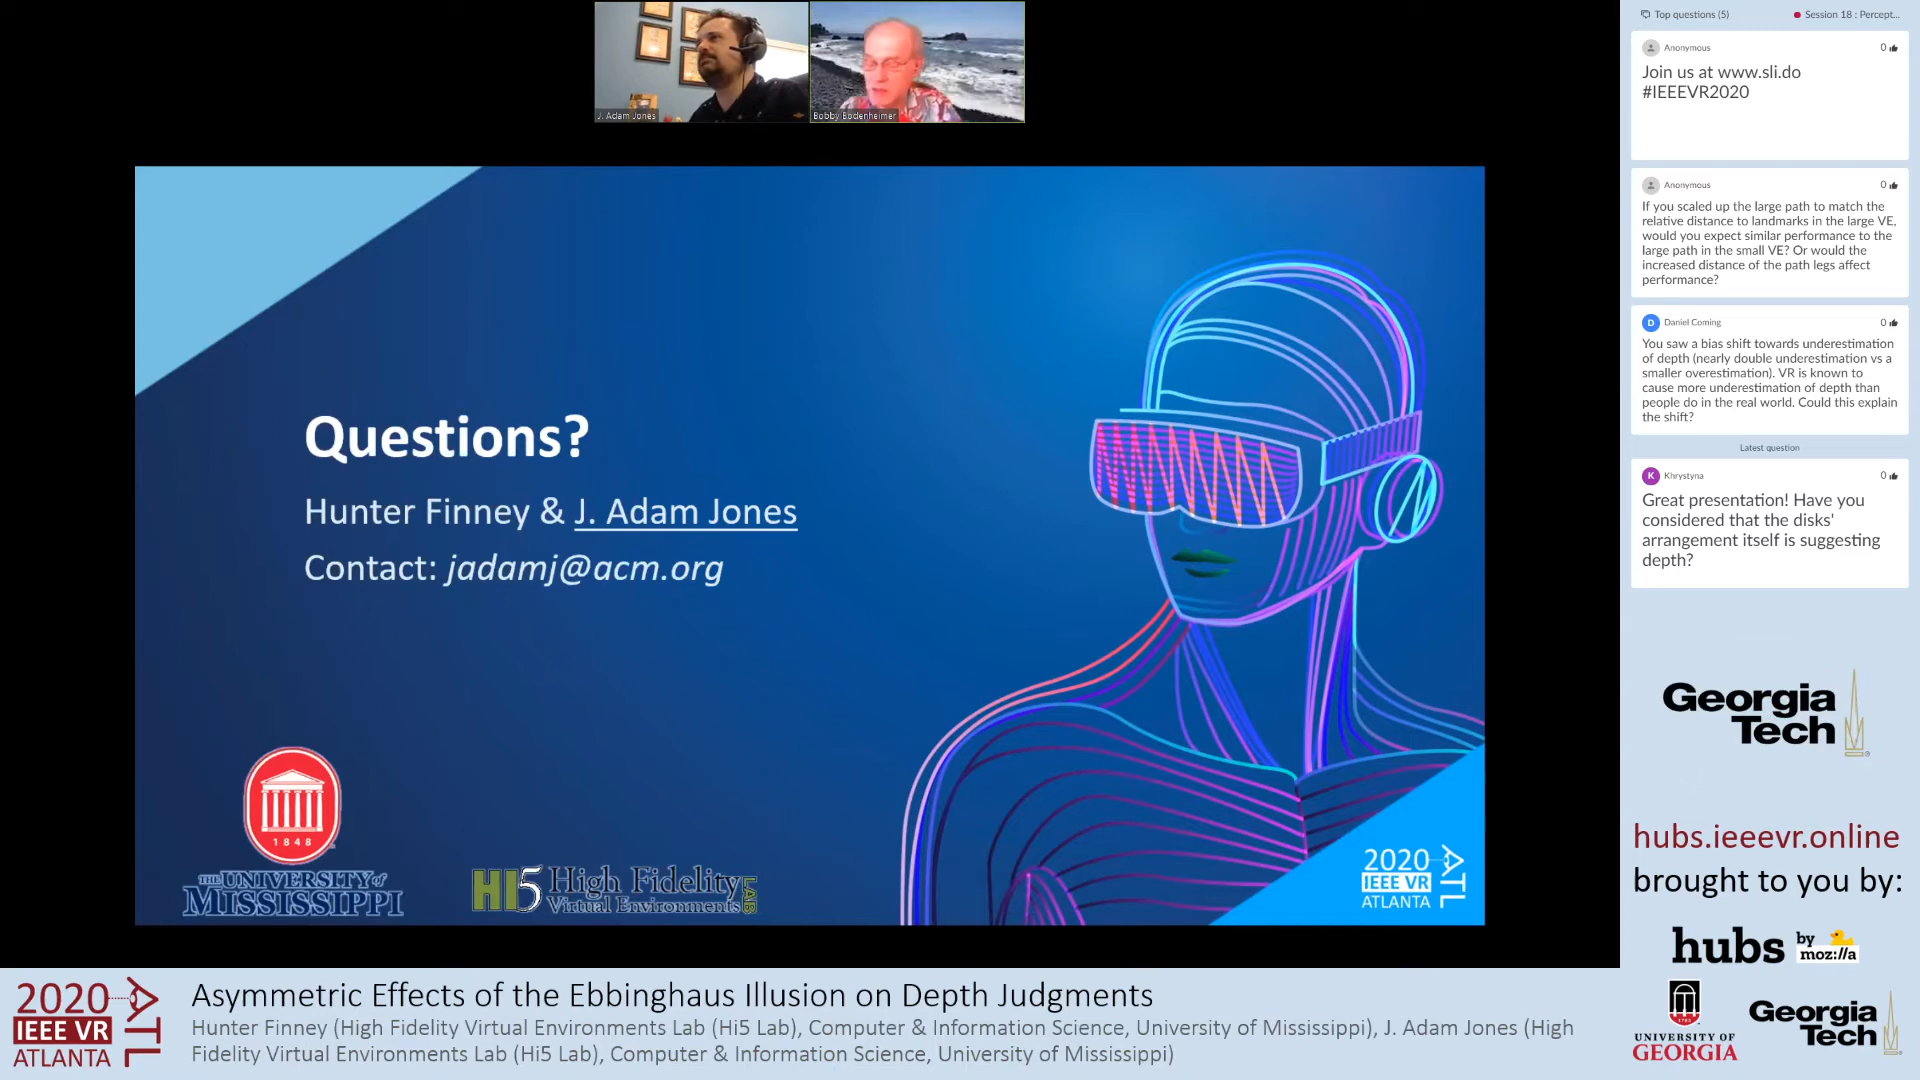 J. Adam Jones
Bobby Bodenheimer
Questions?
Hunter Finney & J. Adam Jones
Contact: jadamj@acm.org
1848
THE UNIVERSITY of
MISSISSIPPI
HI5 High Fidelity
Virtual Environments LAB
2020
IEEE VR
ATLANTA
ATL
Top questions (5)
Session 18 : Percept...
Anonymous
0
Join us at www.sli.do
#IEEEVR2020
Anonymous
0
If you scaled up the large path to match the
relative distance to landmarks in the large VE,
would you expect similar performance to the
large path in the small VE? Or would the
increased distance of the path legs affect
performance?
D
Daniel Coming
0
You saw a bias shift towards underestimation
of depth (nearly double underestimation vs a
smaller overestimation). VR is known to
cause more underestimation of depth than
people do in the real world. Could this explain
the shift?
Latest question
K
Khrystyna
0
Great presentation! Have you
considered that the disks'
arrangement itself is suggesting
depth?
Georgia
Tech
hubs.ieeevr.online
brought to you by:
hubs by
moz://a
UNIVERSITY OF
GEORGIA
Georgia
Tech
2020
IEEE VR
ATLANTA
ATL
Asymmetric Effects of the Ebbinghaus Illusion on Depth Judgments
Hunter Finney (High Fidelity Virtual Environments Lab (Hi5 Lab), Computer & Information Science, University of Mississippi), J. Adam Jones (High
Fidelity Virtual Environments Lab (Hi5 Lab), Computer & Information Science, University of Mississippi)